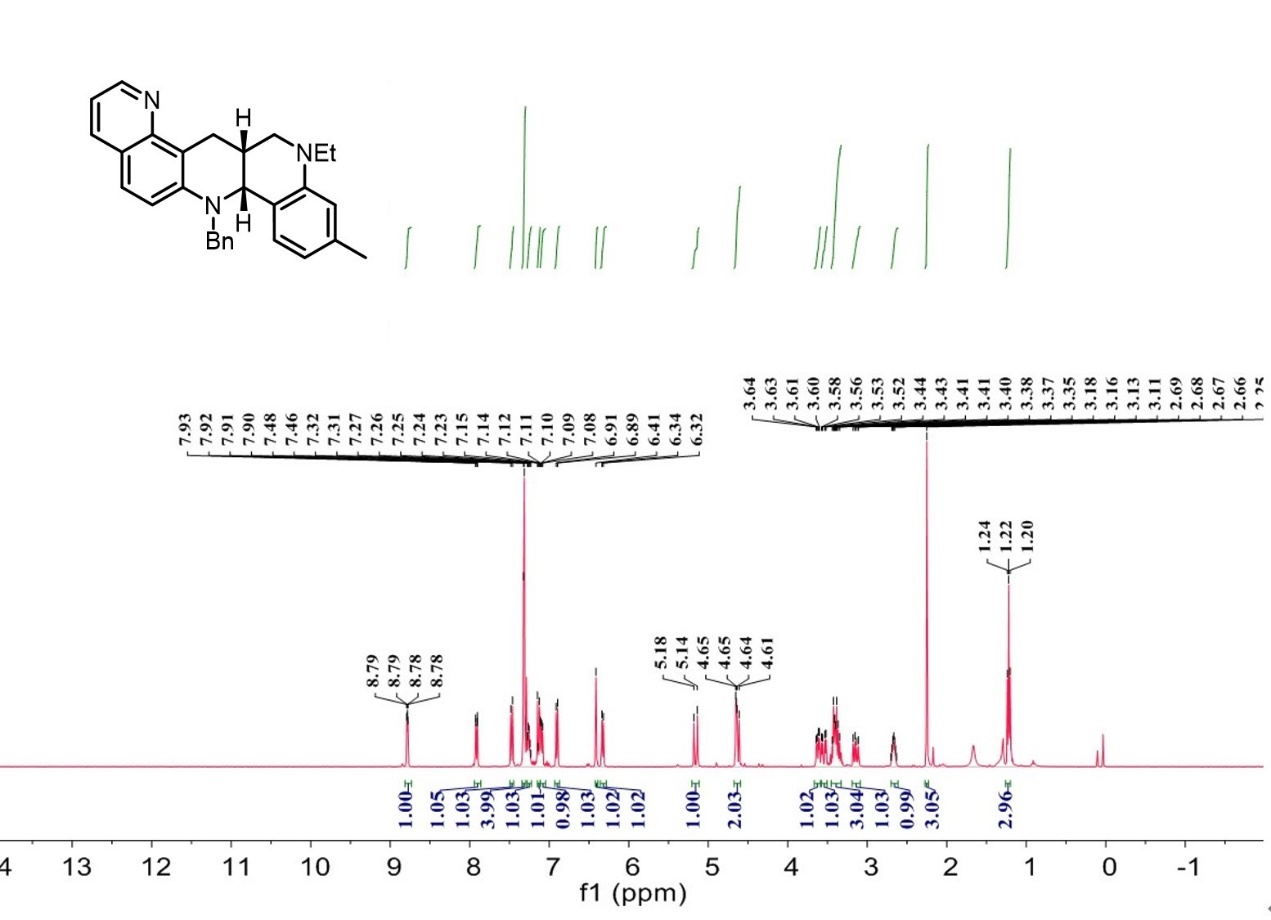 N
H
NEt
N
H
Bn
3.64 3.63 3.61 3.60 3.58 3.56 3.53 3.52 3.44 3.43 3.41 3.41 3.40 3.38 3.37 3.35 3.18 3.16 3.13 3.11 2.69 2.68 2.67 2.66
7.93 7.92 7.91 7.90 7.48 7.46 7.32 7.31 7.27 7.26 7.25 7.24 7.23 7.15 7.14 7.12 7.11 7.10 7.09 7.08 6.91 6.89 6.41 6.34 6.32
1.24 1.22 1.20
8.79 8.79 8.78 8.78
5.18 5.14 4.65 4.65 4.64 4.61
1.00 1.05 1.03 3.99 1.03 1.01 0.98 1.03 1.02 1.02 1.00 2.03 1.02 1.03 3.04 1.03 0.99 3.05 2.96
4 13 12 11 10 9 8 7 6 5 4 3 2 1 0 -1
f1 (ppm)